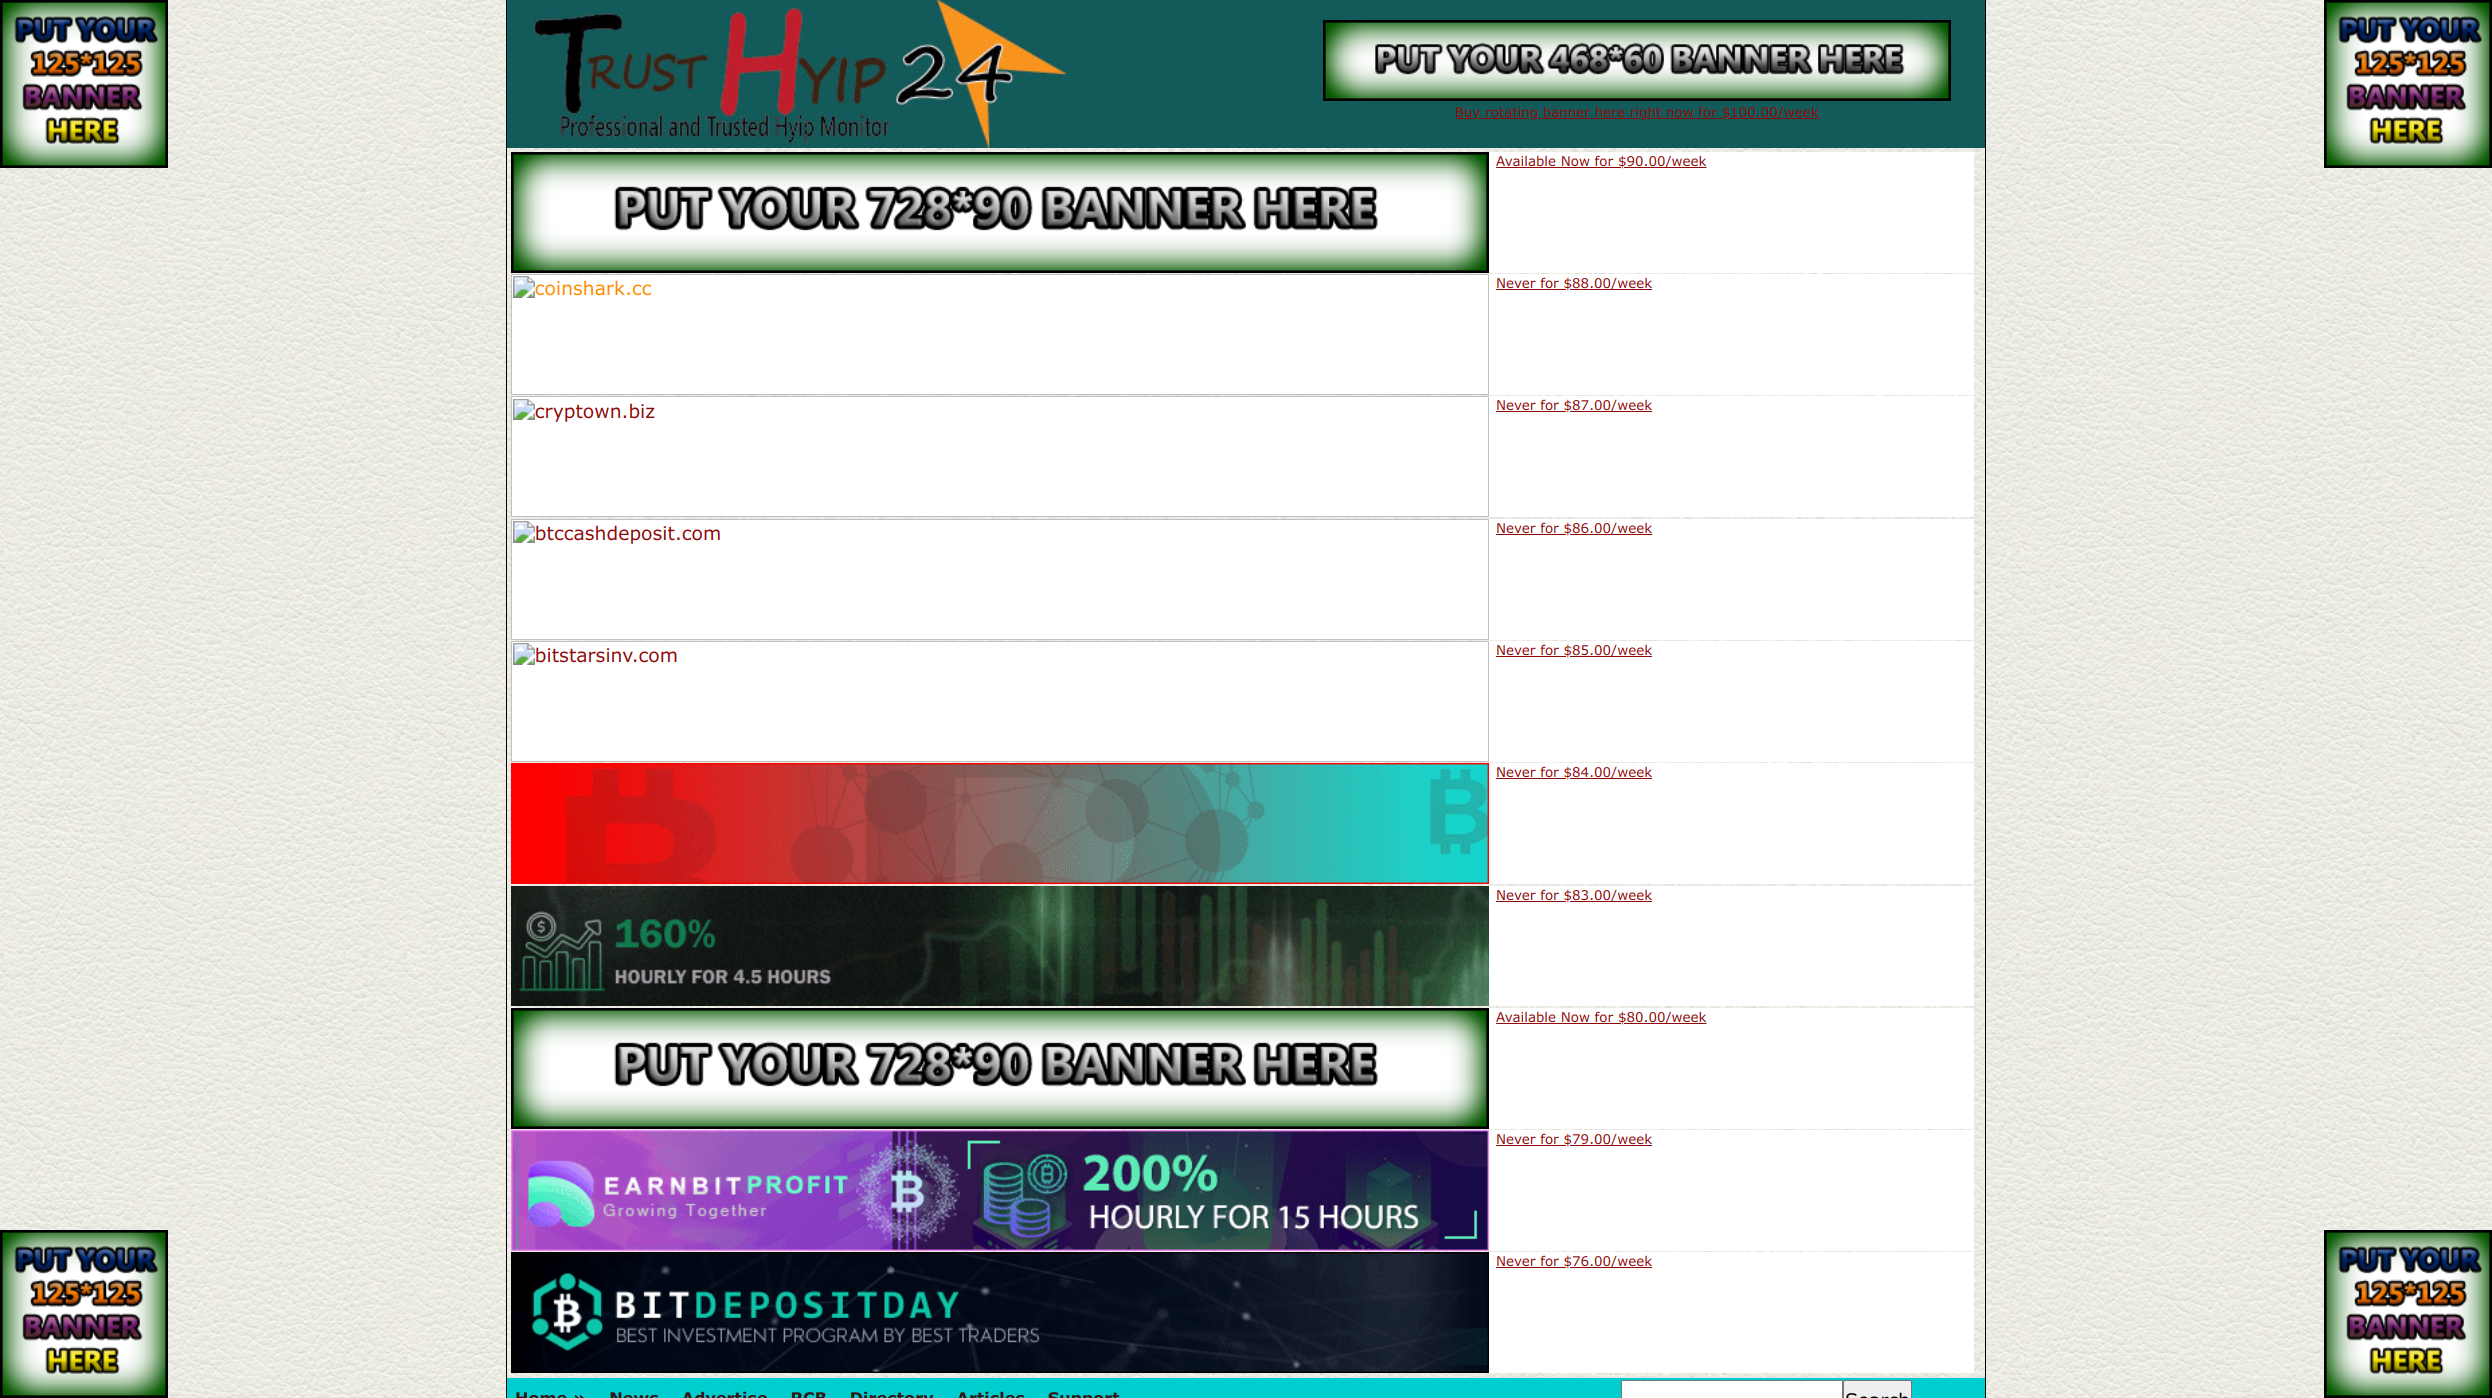 PUT YOUR
125*125
BANNER
HERE
TRUST HYIP 24
Professional and Trusted Hyip Monitor
PUT YOUR 468*60 BANNER HERE
Buy rotating banner here right now for $100.00/week
PUT YOUR
125*125
BANNER
HERE
PUT YOUR 728*90 BANNER HERE
Available Now for $90.00/week
coinshark.cc
Never for $88.00/week
cryptown.biz
Never for $87.00/week
btccashdeposit.com
Never for $86.00/week
bitstarsinv.com
Never for $85.00/week
Never for $84.00/week
160%
HOURLY FOR 4.5 HOURS
Never for $83.00/week
PUT YOUR 728*90 BANNER HERE
Available Now for $80.00/week
EARNBITPROFIT
Growing Together
200%
HOURLY FOR 15 HOURS
Never for $79.00/week
BITDEPOSITDAY
BEST INVESTMENT PROGRAM BY BEST TRADERS
Never for $76.00/week
PUT YOUR
125*125
BANNER
HERE
PUT YOUR
125*125
BANNER
HERE
Home » News Advertise RCB Directory Articles Support Search